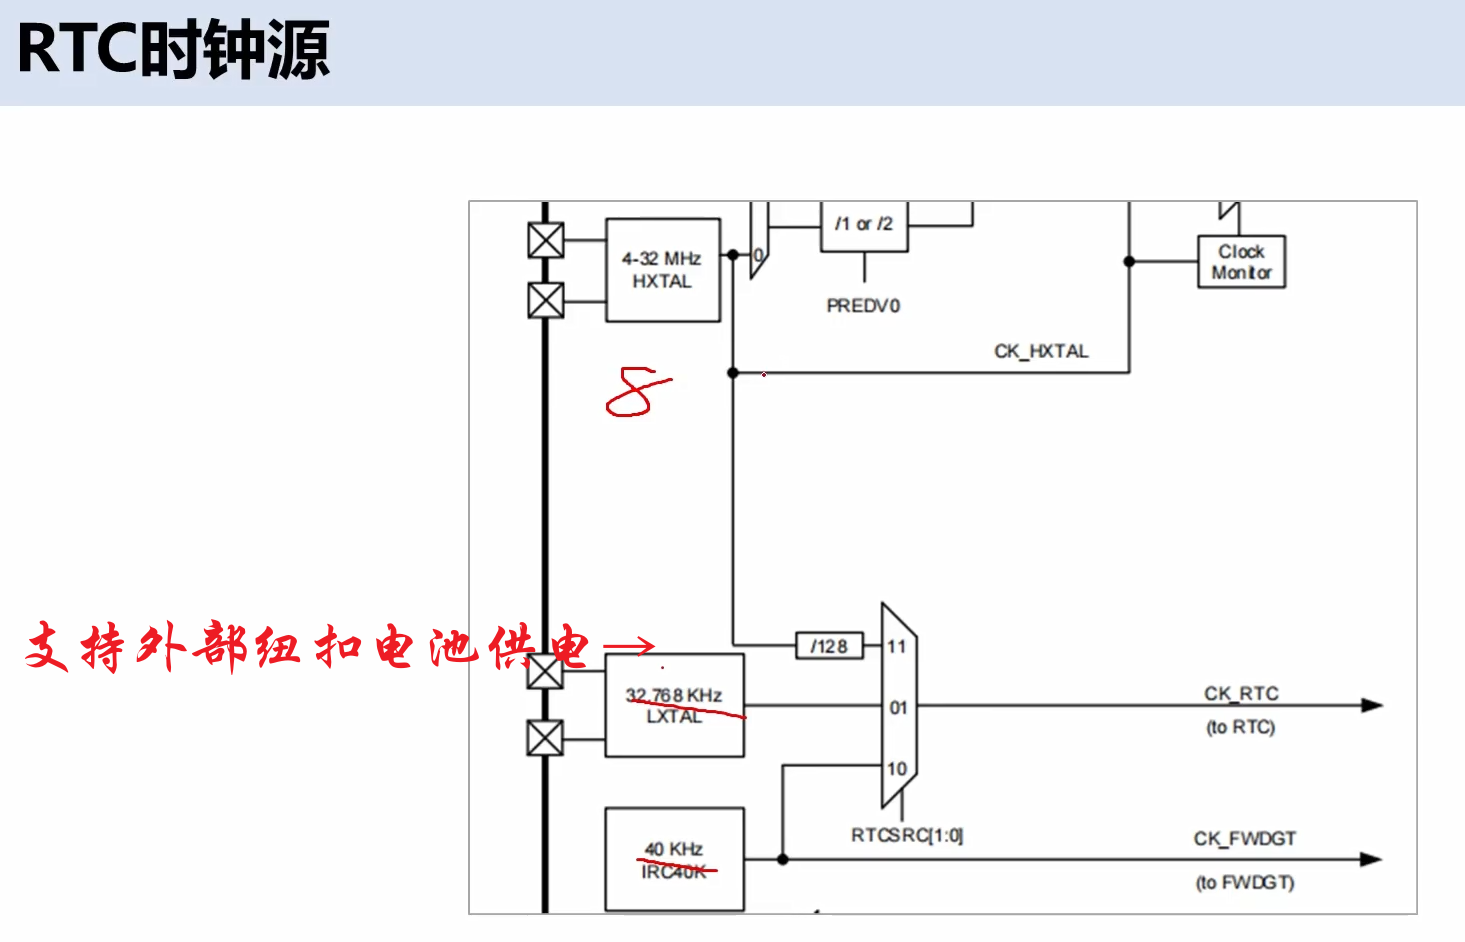 RTC时钟源
/1 or /2
4-32 MHz
HXTAL
0
Clock
Monitor
PREDV0
CK_HXTAL
8
支持外部纽扣电池供电→
/128
11
32.768 KHz
LXTAL
01
CK_RTC
(to RTC)
10
RTCSRC[1:0]
40 KHz
IRC40K
CK_FWDGT
(to FWDGT)